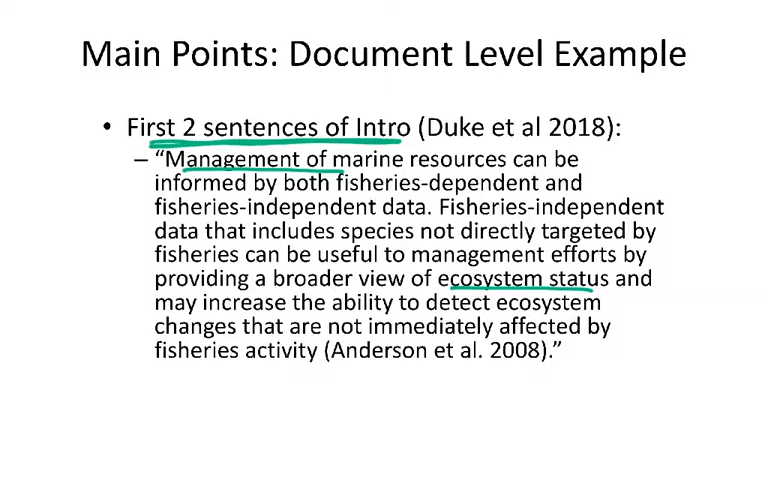 Main Points: Document Level Example
• First 2 sentences of Intro (Duke et al 2018):
– “Management of marine resources can be
informed by both fisheries-dependent and
fisheries-independent data. Fisheries-independent
data that includes species not directly targeted by
fisheries can be useful to management efforts by
providing a broader view of ecosystem status and
may increase the ability to detect ecosystem
changes that are not immediately affected by
fisheries activity (Anderson et al. 2008).”